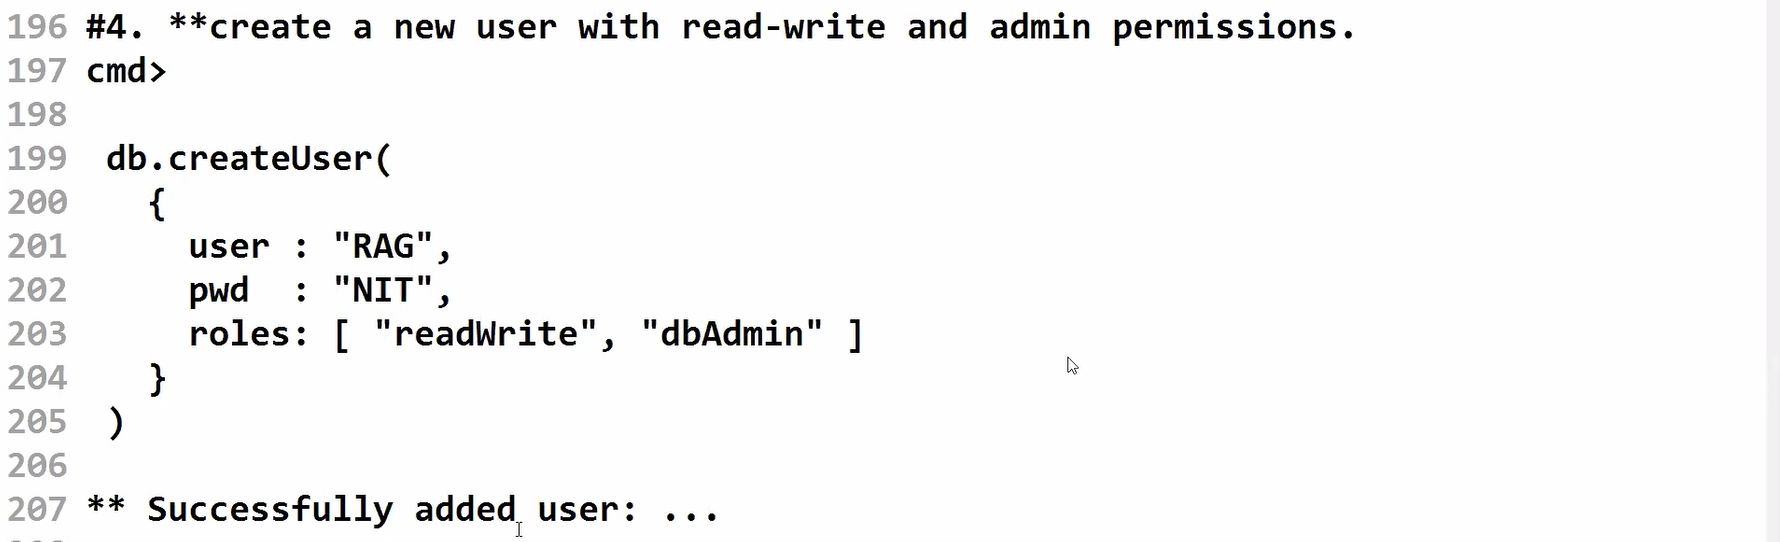 196 #4. **create a new user with read-write and admin permissions.
197 cmd>
198
199 db.createUser(
200 {
201 user : "RAG",
202 pwd : "NIT",
203 roles: [ "readWrite", "dbAdmin" ]
204 }
205 )
206
207 ** Successfully added user: ...